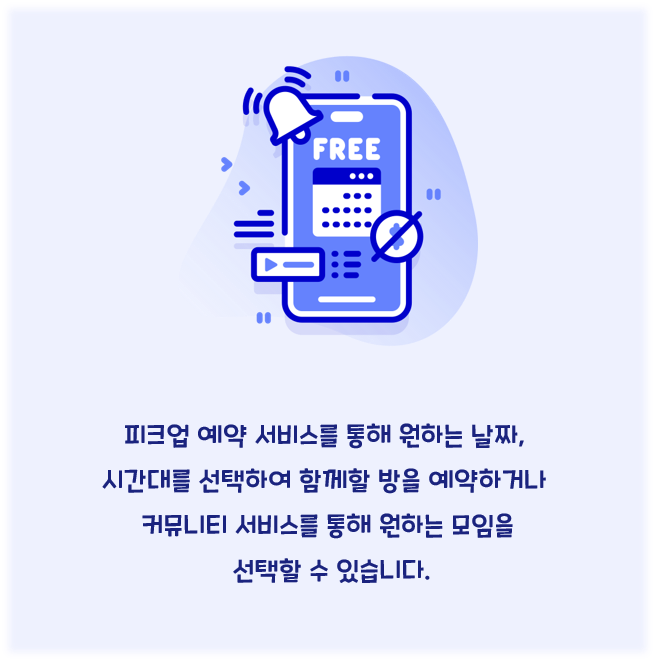 FREE
피크업 예약 서비스를 통해 원하는 날짜,
시간대를 선택하여 함께할 방을 예약하거나
커뮤니티 서비스를 통해 원하는 모임을
선택할 수 있습니다.